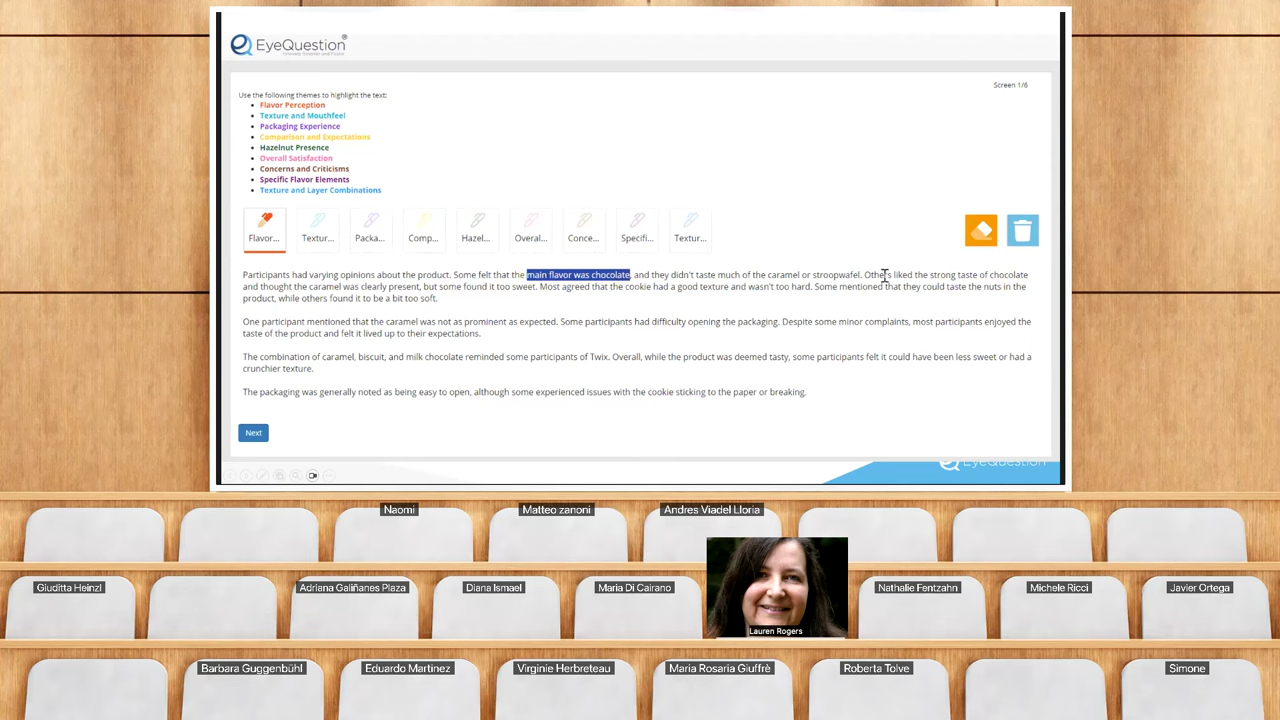 EyeQuestion®
Screen 1/6
Use the following themes to highlight the text:
• Flavor Perception
• Texture and Mouthfeel
• Packaging Experience
• Comparison and Expectations
• Hazelnut Presence
• Overall Satisfaction
• Concerns and Criticisms
• Specific Flavor Elements
• Texture and Layer Combinations
Flavor... Textur... Packa... Comp... Hazel... Overal... Conce... Specifi... Textur...
Participants had varying opinions about the product. Some felt that the main flavor was chocolate, and they didn't taste much of the caramel or stroopwafel. Others liked the strong taste of chocolate
and thought the caramel was clearly present, but some found it too sweet. Most agreed that the cookie had a good texture and wasn't too hard. Some mentioned that they could taste the nuts in the
product, while others found it to be a bit too soft.
One participant mentioned that the caramel was not as prominent as expected. Some participants had difficulty opening the packaging. Despite some minor complaints, most participants enjoyed the
taste of the product and felt it lived up to their expectations.
The combination of caramel, biscuit, and milk chocolate reminded some participants of Twix. Overall, while the product was deemed tasty, some participants felt it could have been less sweet or had a
crunchier texture.
The packaging was generally noted as being easy to open, although some experienced issues with the cookie sticking to the paper or breaking.
Next
EyeQuestion
Naomi
Matteo zanoni
Andres Viadel Lloria
Giuditta Heinzl
Adriana Galiñanes Plaza
Diana Ismael
Maria Di Cairano
Lauren Rogers
Nathalie Fentzahn
Michele Ricci
Javier Ortega
Barbara Guggenbühl
Eduardo Martinez
Virginie Herbreteau
Maria Rosaria Giuffrè
Roberta Tolve
Simone